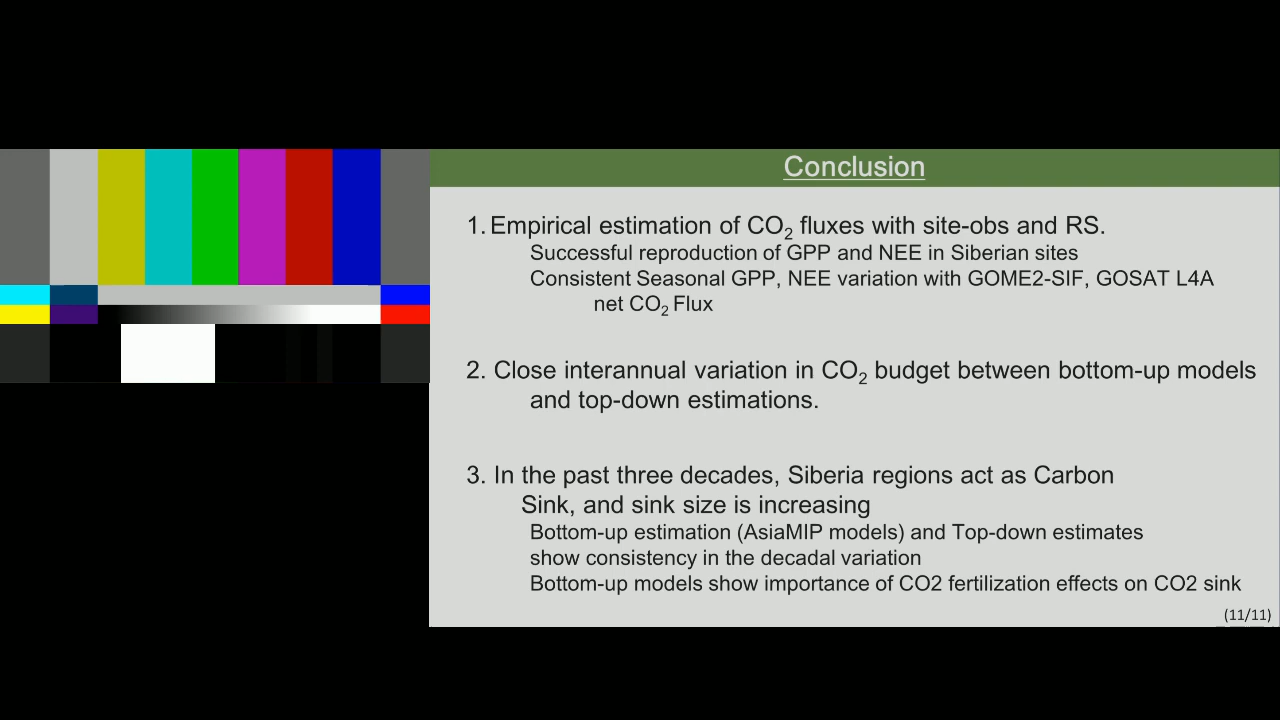 Conclusion
1. Empirical estimation of CO₂ fluxes with site-obs and RS.
Successful reproduction of GPP and NEE in Siberian sites
Consistent Seasonal GPP, NEE variation with GOME2-SIF, GOSAT L4A
net CO₂ Flux
2. Close interannual variation in CO₂ budget between bottom-up models
and top-down estimations.
3. In the past three decades, Siberia regions act as Carbon
Sink, and sink size is increasing
Bottom-up estimation (AsiaMIP models) and Top-down estimates
show consistency in the decadal variation
Bottom-up models show importance of CO2 fertilization effects on CO2 sink
(11/11)